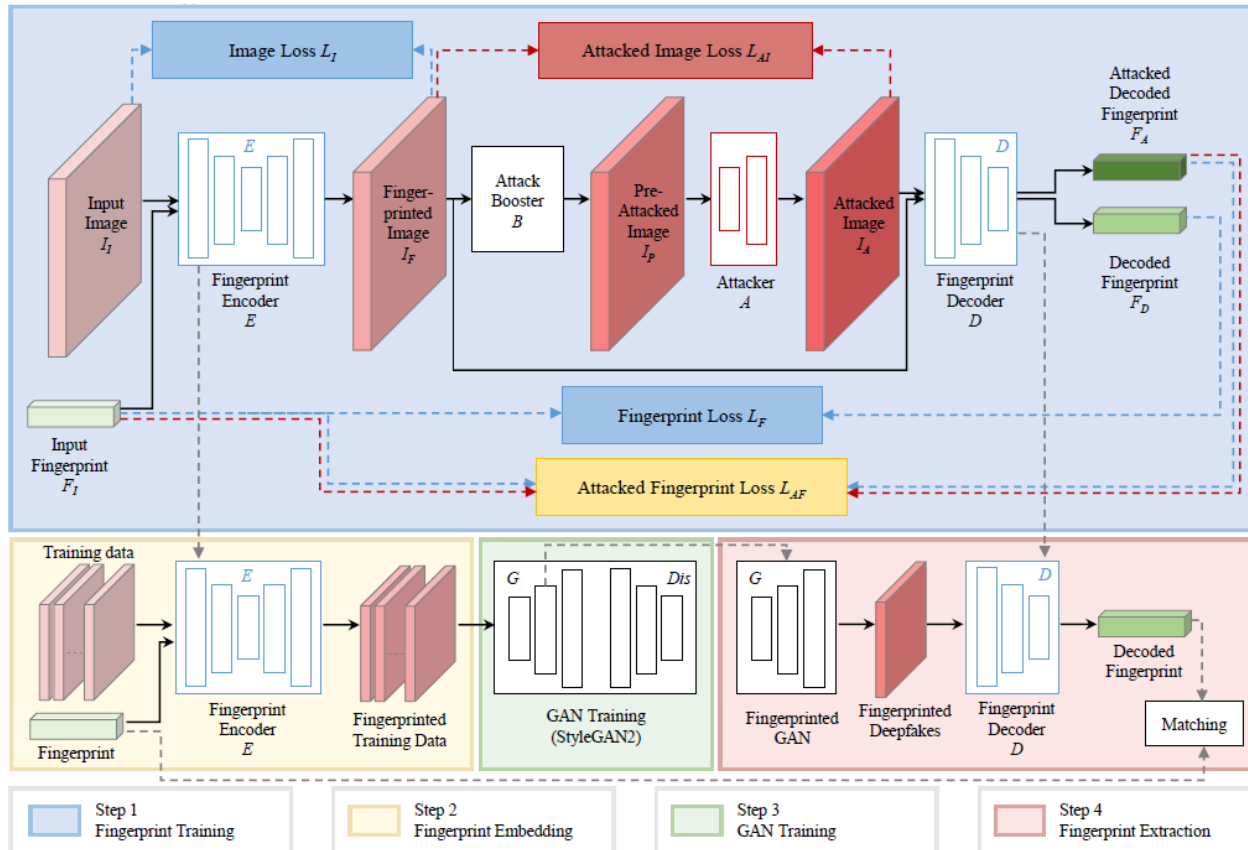 Image Loss L_I
Attacked Image Loss L_AI
Attacked
Decoded
Fingerprint
F_A
E
D
Input
Image
I_I
Finger-
printed
Image
I_F
Attack
Booster
B
Pre-
Attacked
Image
I_P
Attacked
Image
I_A
Fingerprint
Encoder
E
Attacker
A
Fingerprint
Decoder
D
Decoded
Fingerprint
F_D
Input
Fingerprint
F_I
Fingerprint Loss L_F
Attacked Fingerprint Loss L_AF
Training data
E
G
Dis
G
D
Fingerprint
Fingerprint
Encoder
E
Fingerprinted
Training Data
GAN Training
(StyleGAN2)
Fingerprinted
GAN
Fingerprinted
Deepfakes
Fingerprint
Decoder
D
Decoded
Fingerprint
Matching
Step 1
Fingerprint Training
Step 2
Fingerprint Embedding
Step 3
GAN Training
Step 4
Fingerprint Extraction